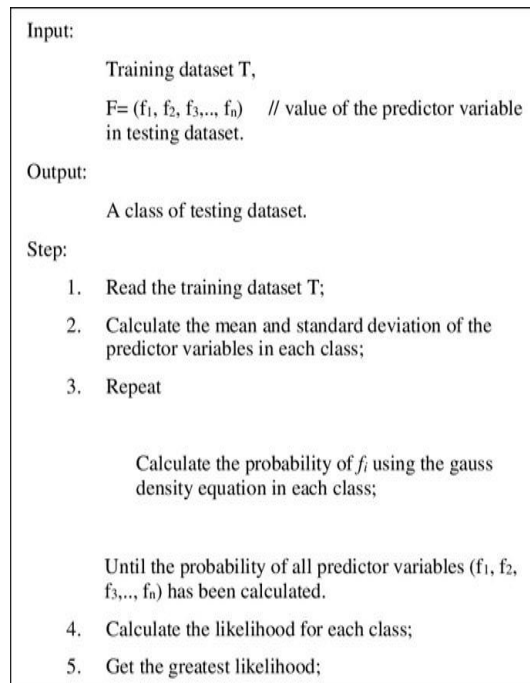 Input:
Training dataset T,
F= (f₁, f₂, f₃,.., fₙ) // value of the predictor variable
in testing dataset.
Output:
A class of testing dataset.
Step:
1. Read the training dataset T;
2. Calculate the mean and standard deviation of the
predictor variables in each class;
3. Repeat
Calculate the probability of fᵢ using the gauss
density equation in each class;
Until the probability of all predictor variables (f₁, f₂,
f₃,.., fₙ) has been calculated.
4. Calculate the likelihood for each class;
5. Get the greatest likelihood;